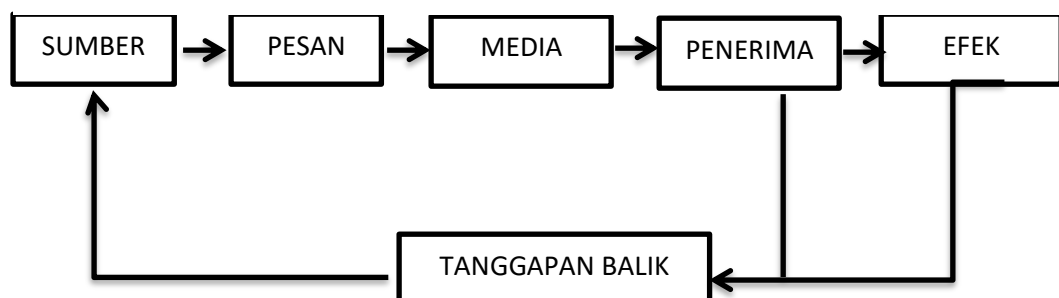 SUMBER
PESAN
MEDIA
PENERIMA
EFEK
TANGGAPAN BALIK